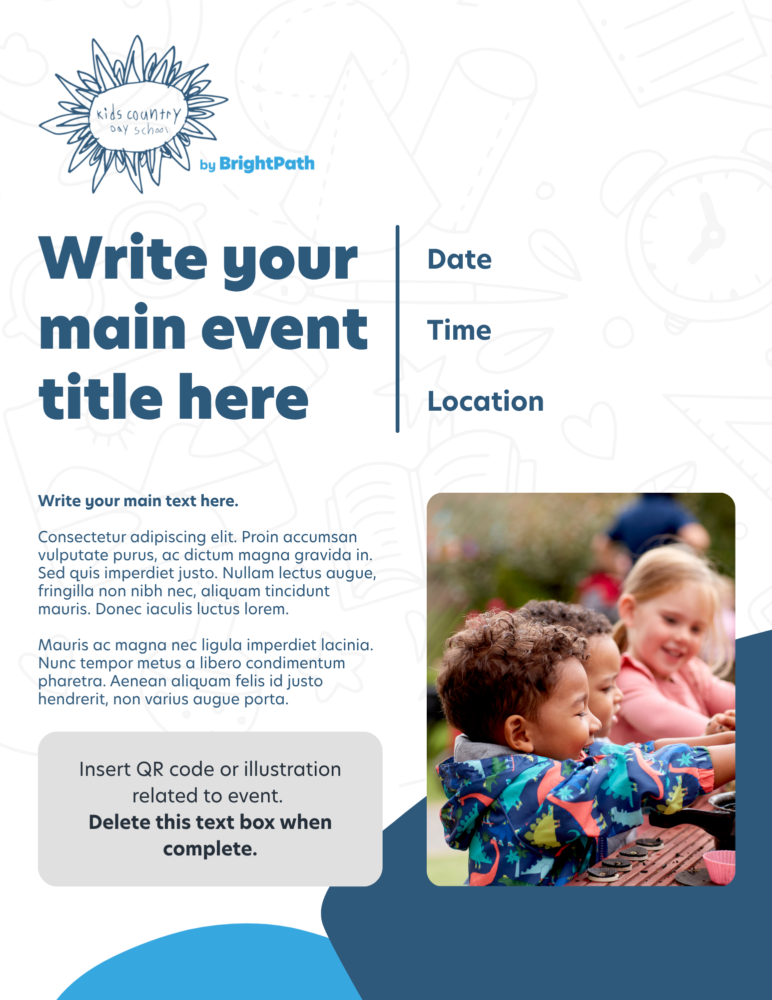 kids country
Day school
by BrightPath
Write your
main event
title here
Date
Time
Location
Write your main text here.
Consectetur adipiscing elit. Proin accumsan
vulputate purus, ac dictum magna gravida in.
Sed quis imperdiet justo. Nullam lectus augue,
fringilla non nibh nec, aliquam tincidunt
mauris. Donec iaculis luctus lorem.
Mauris ac magna nec ligula imperdiet lacinia.
Nunc tempor metus a libero condimentum
pharetra. Aenean aliquam felis id justo
hendrerit, non varius augue porta.
Insert QR code or illustration
related to event.
Delete this text box when
complete.